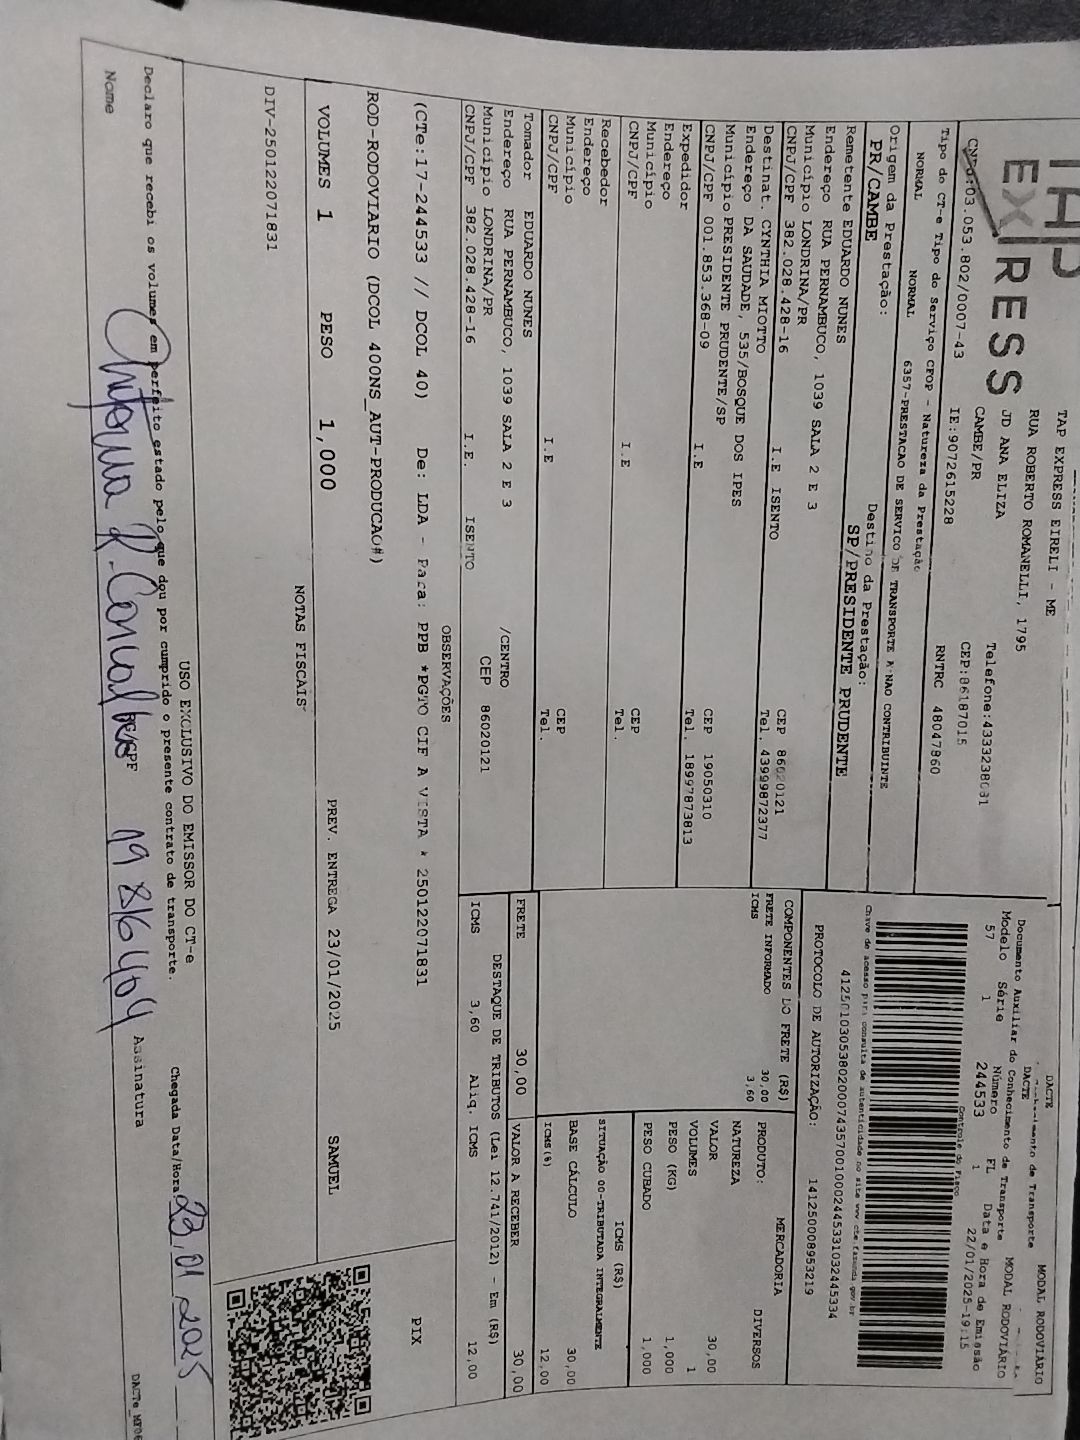 TAP
EX|RESS
TAP EXPRESS EIRELI - ME
RUA ROBERTO ROMANELLI, 1795
JD ANA ELIZA
CAMBE/PR
Telefone:4333238031
CEP:86187015
CNPJ:03.053.802/0007-43
IE:9072615228
RNTRC 48047860
Tipo do CT-e Tipo do Serviço CFOP - Natureza da Prestação
NORMAL NORMAL 6357-PRESTACAO DE SERVICO DE TRANSPORTE A NAO CONTRIBUINTE
Origem da Prestação:
PR/CAMBE
Destino da Prestação:
SP/PRESIDENTE PRUDENTE
DACTE
MODAL RODOVIÁRIO
DACTE
Documento Auxiliar do Conhecimento de Transporte MODAL RODOVIÁRIO
Modelo Série Número FL Data e Hora de Emissão
57 1 244533 1 22/01/2025-19:15
Controle do Fisco
Chave de acesso para consulta de autenticidade no site www.cte.fazenda.gov.br
41250103053802000743570010002445331032445334
PROTOCOLO DE AUTORIZAÇÃO: 141250008953219
Remetente EDUARDO NUNES
Endereço RUA PERNAMBUCO, 1039 SALA 2 E 3
Município LONDRINA/PR CEP 86020121
CNPJ/CPF 382.028.428-16 I.E ISENTO Tel. 43999872377
Destinat. CYNTHIA MIOTTO
Endereço DA SAUDADE, 535/BOSQUE DOS IPES
Município PRESIDENTE PRUDENTE/SP CEP 19050310
CNPJ/CPF 001.853.368-09 I.E Tel. 18997873813
Expedidor
Endereço
Município CEP
CNPJ/CPF I.E Tel.
Recebedor
Endereço
Município CEP
CNPJ/CPF I.E Tel.
Tomador EDUARDO NUNES
Endereço RUA PERNAMBUCO, 1039 SALA 2 E 3 /CENTRO
Município LONDRINA/PR CEP 86020121
CNPJ/CPF 382.028.428-16 I.E. ISENTO
COMPONENTES DO FRETE (R$)
FRETE INFORMADO 30,00
ICMS 3,60
PRODUTO: MERCADORIA
NATUREZA DIVERSOS
VALOR 30,00
VOLUMES 1
PESO (KG) 1,000
PESO CUBADO 1,000
ICMS (R$)
SITUAÇÃO 00-TRIBUTADA INTEGRALMENTE
BASE CÁLCULO 30,00
ICMS(%) 12,00
FRETE 30,00 VALOR A RECEBER 30,00
DESTAQUE DE TRIBUTOS (Lei 12.741/2012) - Em (R$)
ICMS 3,60 Aliq. ICMS 12,00
OBSERVAÇÕES
(CTe:17-244533 // DCOL 40) De: LDA - Para: PPB *PGTO CIF A VISTA * 250122071831
PIX
ROD-RODOVIARIO (DCOL 400NS_AUT-PRODUCAO#)
VOLUMES 1 PESO 1,000 PREV. ENTREGA 23/01/2025 SAMUEL
NOTAS FISCAIS
DIV-250122071831
USO EXCLUSIVO DO EMISSOR DO CT-e
Declaro que recebi os volumes em perfeito estado pelo que dou por cumprido o presente contrato de transporte.
Chegada Data/Hora 23,01,2025
Nome RG/CPF 19 8164404 Assinatura
DACTe_MF06